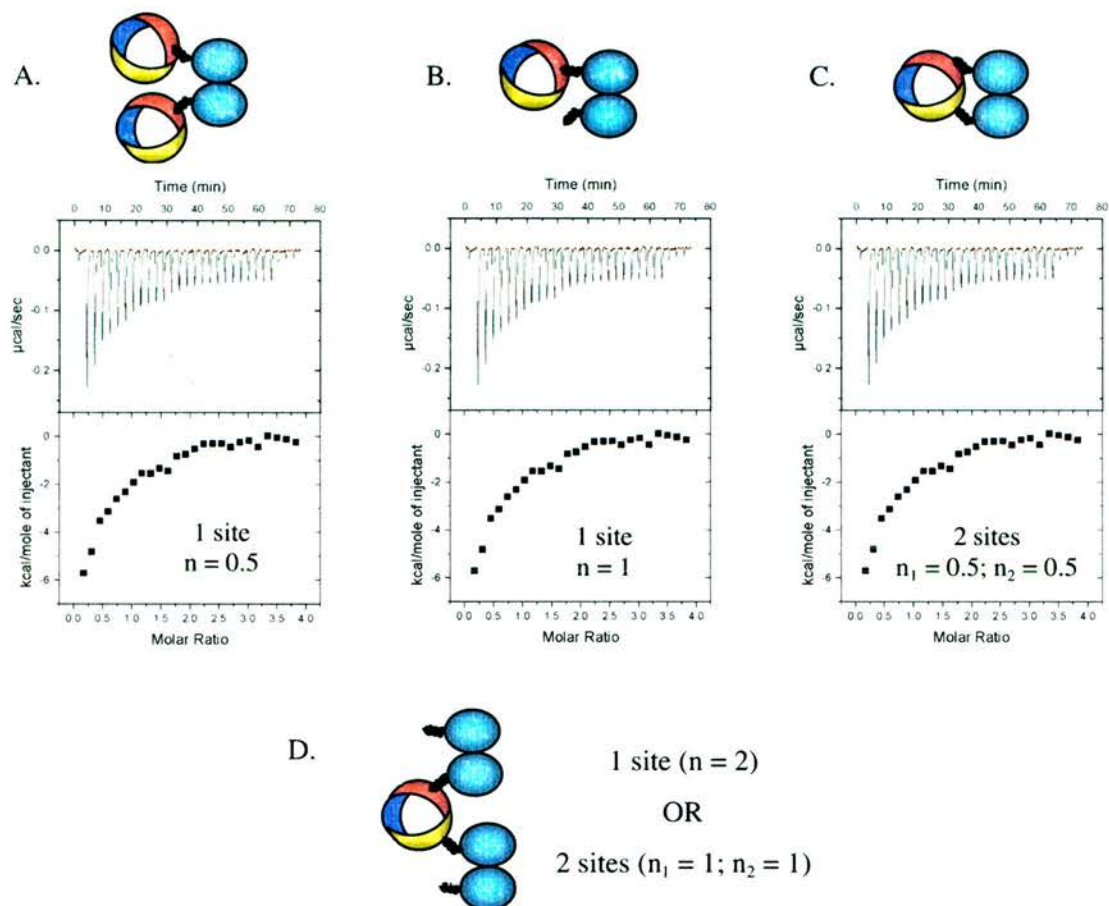 A.
Time (min)
0 10 20 30 40 50 60 70 80
0.0
-0.1
-0.2
µcal/sec
0
-2
-4
-6
kcal/mole of injectant
1 site
n = 0.5
0.0 0.5 1.0 1.5 2.0 2.5 3.0 3.5 4.0
Molar Ratio
B.
Time (min)
0 10 20 30 40 50 60 70 80
0.0
-0.1
-0.2
µcal/sec
0
-2
-4
-6
kcal/mole of injectant
1 site
n = 1
0.0 0.5 1.0 1.5 2.0 2.5 3.0 3.5 4.0
Molar Ratio
C.
Time (min)
0 10 20 30 40 50 60 70 80
0.0
-0.1
-0.2
µcal/sec
0
-2
-4
-6
kcal/mole of injectant
2 sites
n₁ = 0.5; n₂ = 0.5
0.0 0.5 1.0 1.5 2.0 2.5 3.0 3.5 4.0
Molar Ratio
D.
1 site (n = 2)
OR
2 sites (n₁ = 1; n₂ = 1)